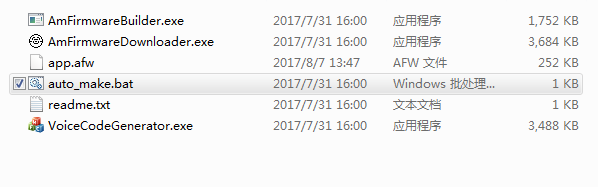 AmFirmwareBuilder.exe 2017/7/31 16:00 应用程序 1,752 KB
AmFirmwareDownloader.exe 2017/7/31 16:00 应用程序 3,684 KB
app.afw 2017/8/7 13:47 AFW 文件 252 KB
auto_make.bat 2017/7/31 16:00 Windows 批处理... 1 KB
readme.txt 2017/7/31 16:00 文本文档 1 KB
VoiceCodeGenerator.exe 2017/7/31 16:00 应用程序 3,488 KB